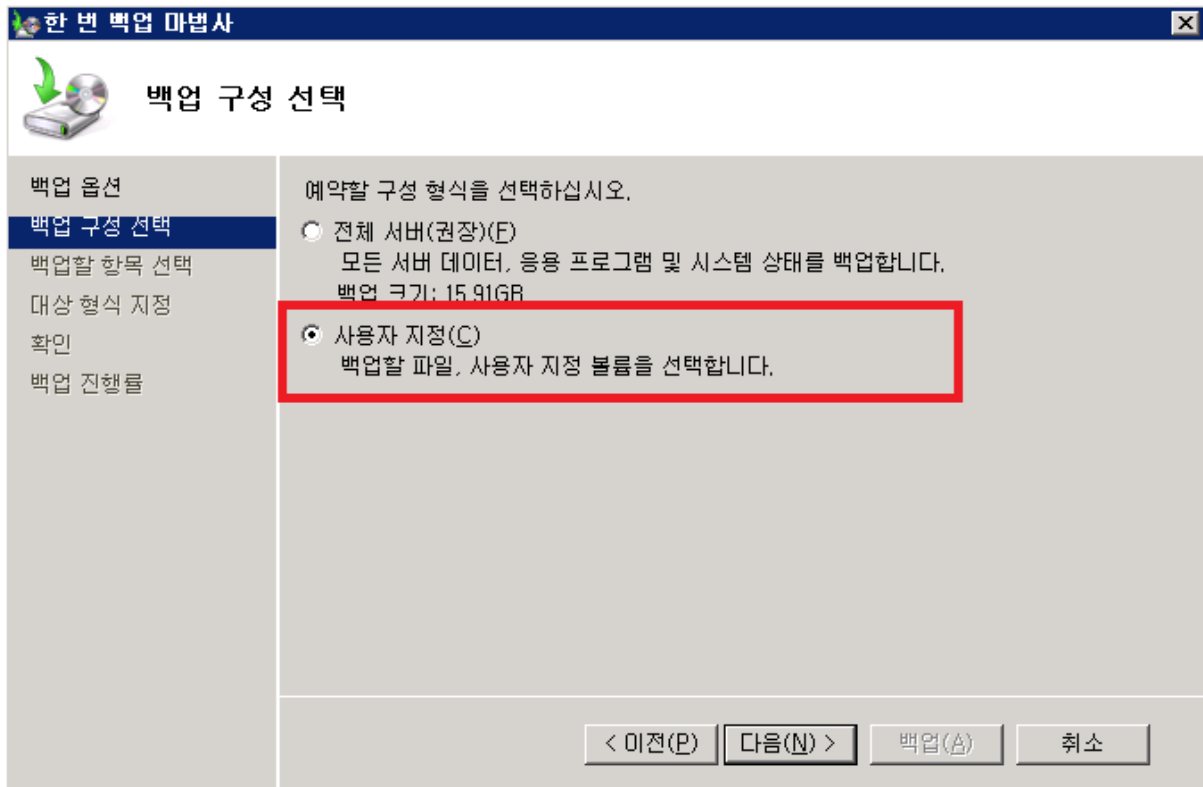 한 번 백업 마법사
백업 구성 선택
백업 옵션
백업 구성 선택
백업할 항목 선택
대상 형식 지정
확인
백업 진행률
예약할 구성 형식을 선택하십시오.
전체 서버(권장)(F)
모든 서버 데이터, 응용 프로그램 및 시스템 상태를 백업합니다.
백업 크기: 15.91GB
사용자 지정(C)
백업할 파일, 사용자 지정 볼륨을 선택합니다.
< 이전(P) 다음(N) > 백업(A) 취소